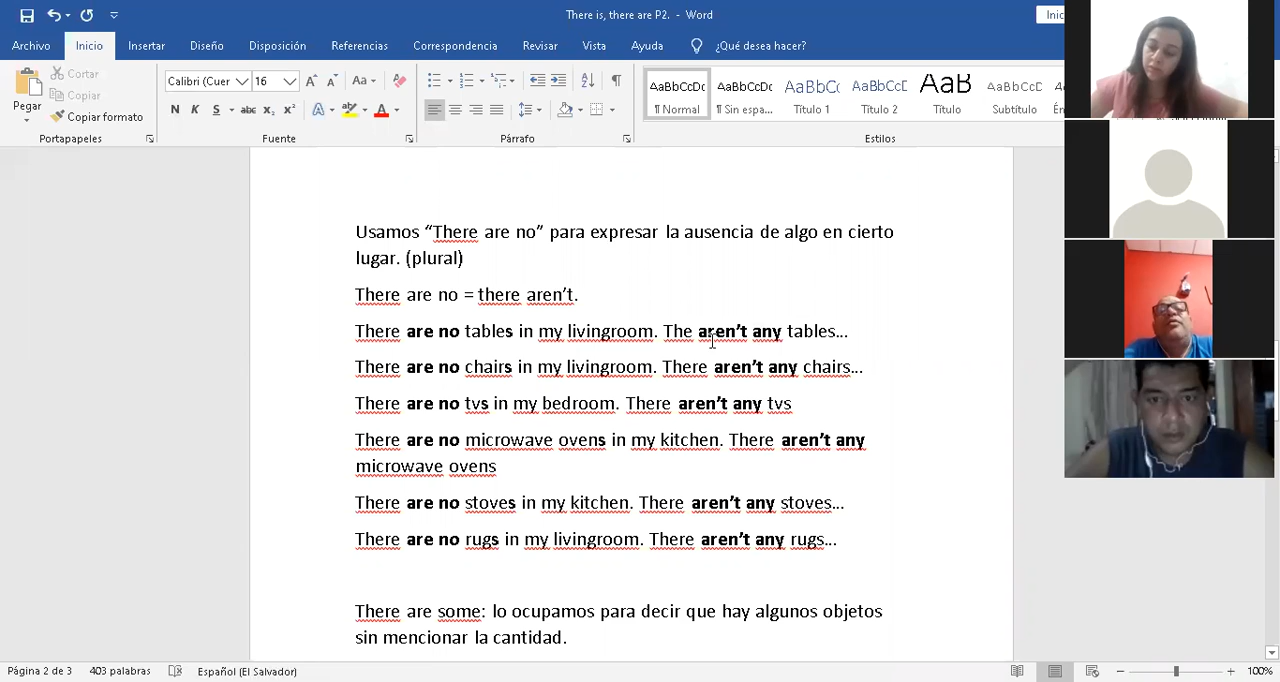 There is, there are P2. - Word
Inic
Archivo Inicio Insertar Diseño Disposición Referencias Correspondencia Revisar Vista Ayuda ¿Qué desea hacer?
Pegar
Cortar
Copiar
Copiar formato
Calibri (Cuer 16 Aa
N K S abc x₂ x² A A
AaBbCcDc AaBbCcDc AaBbCcI AaBbCcD AaB AaBbCcD
¶ Normal ¶ Sin espa... Título 1 Título 2 Título Subtítulo
Portapapeles Fuente Párrafo Estilos
Usamos “There are no” para expresar la ausencia de algo en cierto
lugar. (plural)
There are no = there aren’t.
There are no tables in my livingroom. The aren’t any tables...
There are no chairs in my livingroom. There aren’t any chairs...
There are no tvs in my bedroom. There aren’t any tvs
There are no microwave ovens in my kitchen. There aren’t any
microwave ovens
There are no stoves in my kitchen. There aren’t any stoves...
There are no rugs in my livingroom. There aren’t any rugs...
There are some: lo ocupamos para decir que hay algunos objetos
sin mencionar la cantidad.
Página 2 de 3 403 palabras Español (El Salvador) 100%